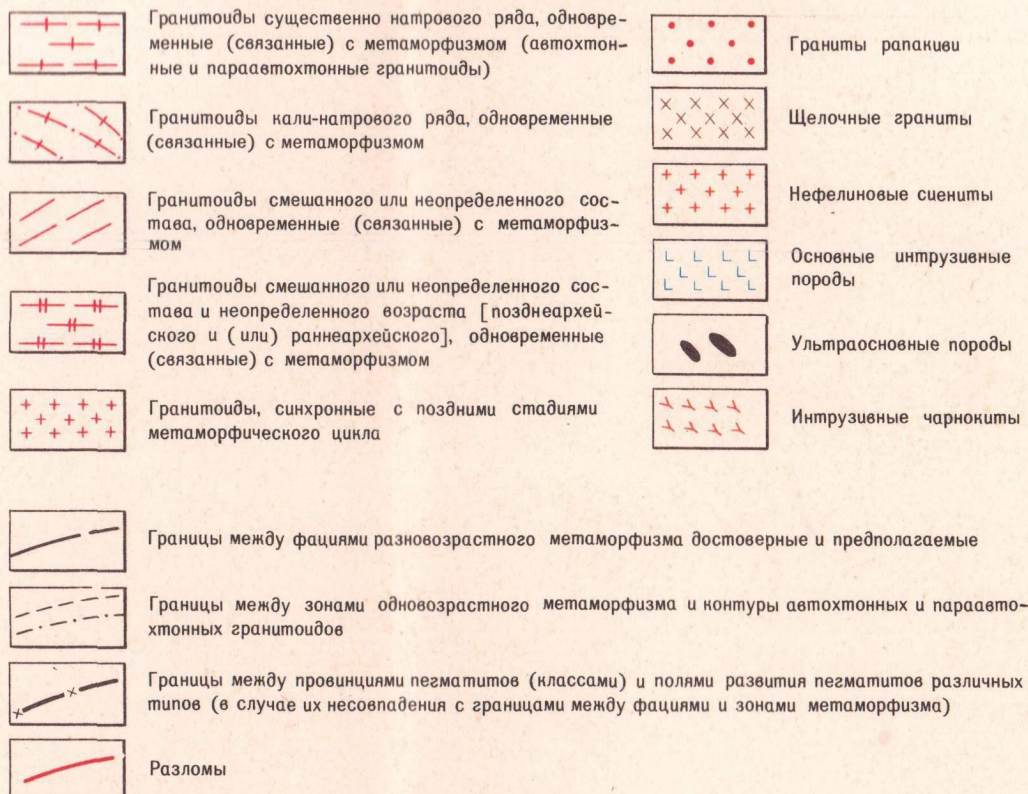 Гранитоиды существенно натрового ряда, одновре-
менные (связанные) с метаморфизмом (автохтон-
ные и параавтохтонные гранитоиды)
Гранитоиды кали-натрового ряда, одновременные
(связанные) с метаморфизмом
Гранитоиды смешанного или неопределенного сос-
тава, одновременные (связанные) с метаморфиз-
мом
Гранитоиды смешанного или неопределенного сос-
тава и неопределенного возраста [позднеархей-
ского и (или) раннеархейского], одновременные
(связанные) с метаморфизмом
Гранитоиды, синхронные с поздними стадиями
метаморфического цикла
Граниты рапакиви
Щелочные граниты
Нефелиновые сиениты
Основные интрузивные
породы
Ультраосновные породы
Интрузивные чарнокиты
Границы между фациями разновозрастного метаморфизма достоверные и предполагаемые
Границы между зонами одновозрастного метаморфизма и контуры автохтонных и параавто-
хтонных гранитоидов
Границы между провинциями пегматитов (классами) и полями развития пегматитов различных
типов (в случае их несовпадения с границами между фациями и зонами метаморфизма)
Разломы